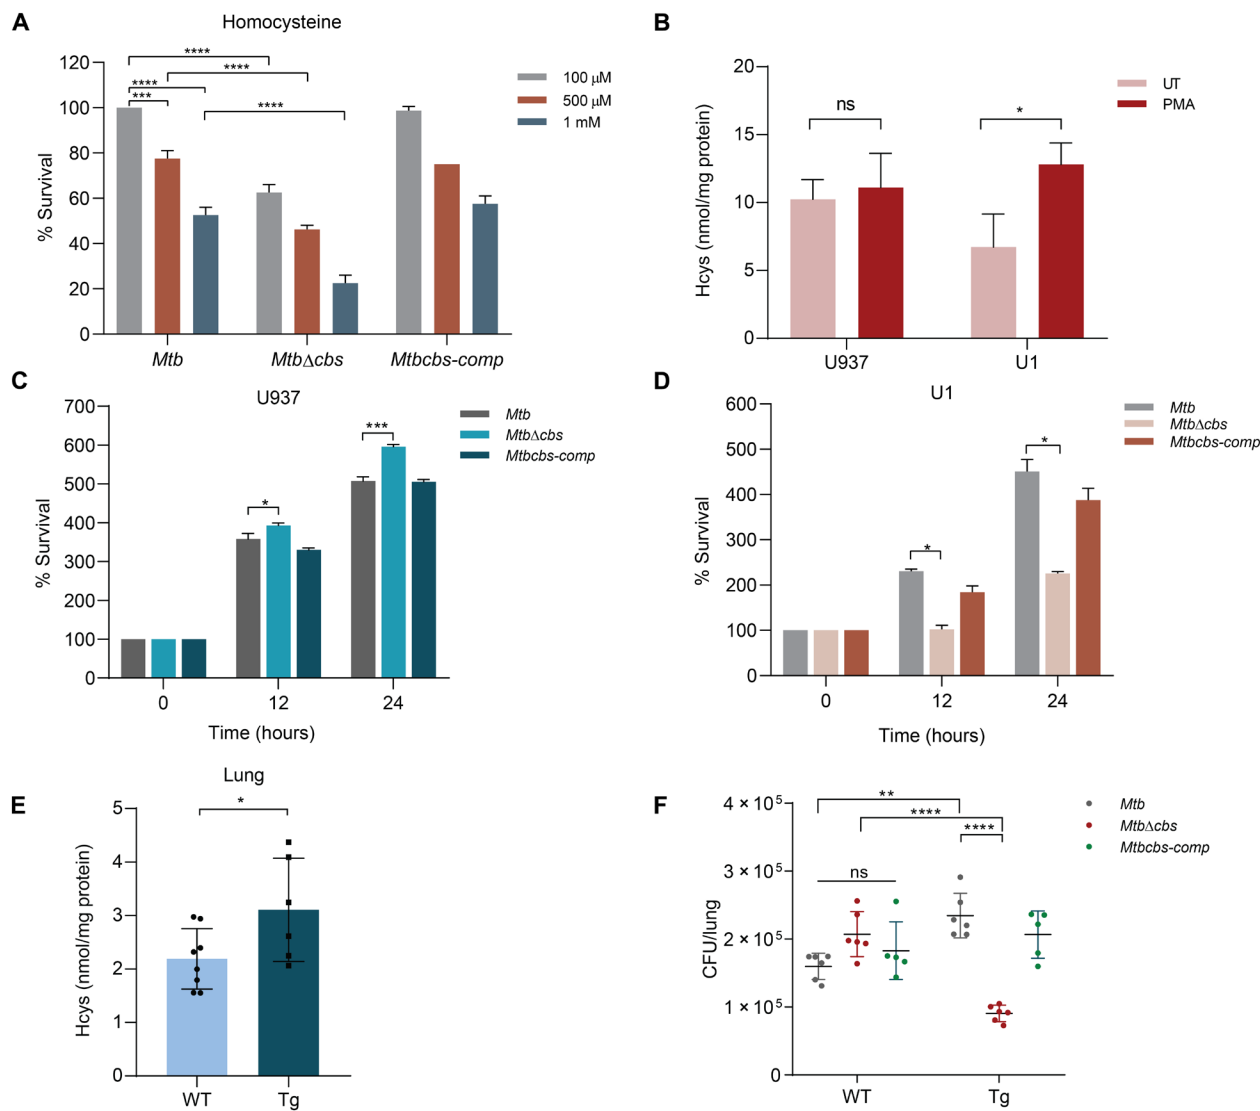 A
Homocysteine
120
100
80
60
40
20
0
% Survival
****
****
****
***
****
100 μM
500 μM
1 mM
Mtb
MtbΔcbs
Mtbcbs-comp
B
20
15
10
5
0
Hcys (nmol/mg protein)
ns
*
UT
PMA
U937
U1
C
U937
700
600
500
400
300
200
100
0
% Survival
*
***
Mtb
MtbΔcbs
Mtbcbs-comp
0
12
24
Time (hours)
D
U1
600
500
400
300
200
100
0
% Survival
*
*
Mtb
MtbΔcbs
Mtbcbs-comp
0
12
24
Time (hours)
E
Lung
5
4
3
2
1
0
Hcys (nmol/mg protein)
*
WT
Tg
F
4 × 10⁵
3 × 10⁵
2 × 10⁵
1 × 10⁵
0
CFU/lung
**
****
****
ns
Mtb
MtbΔcbs
Mtbcbs-comp
WT
Tg